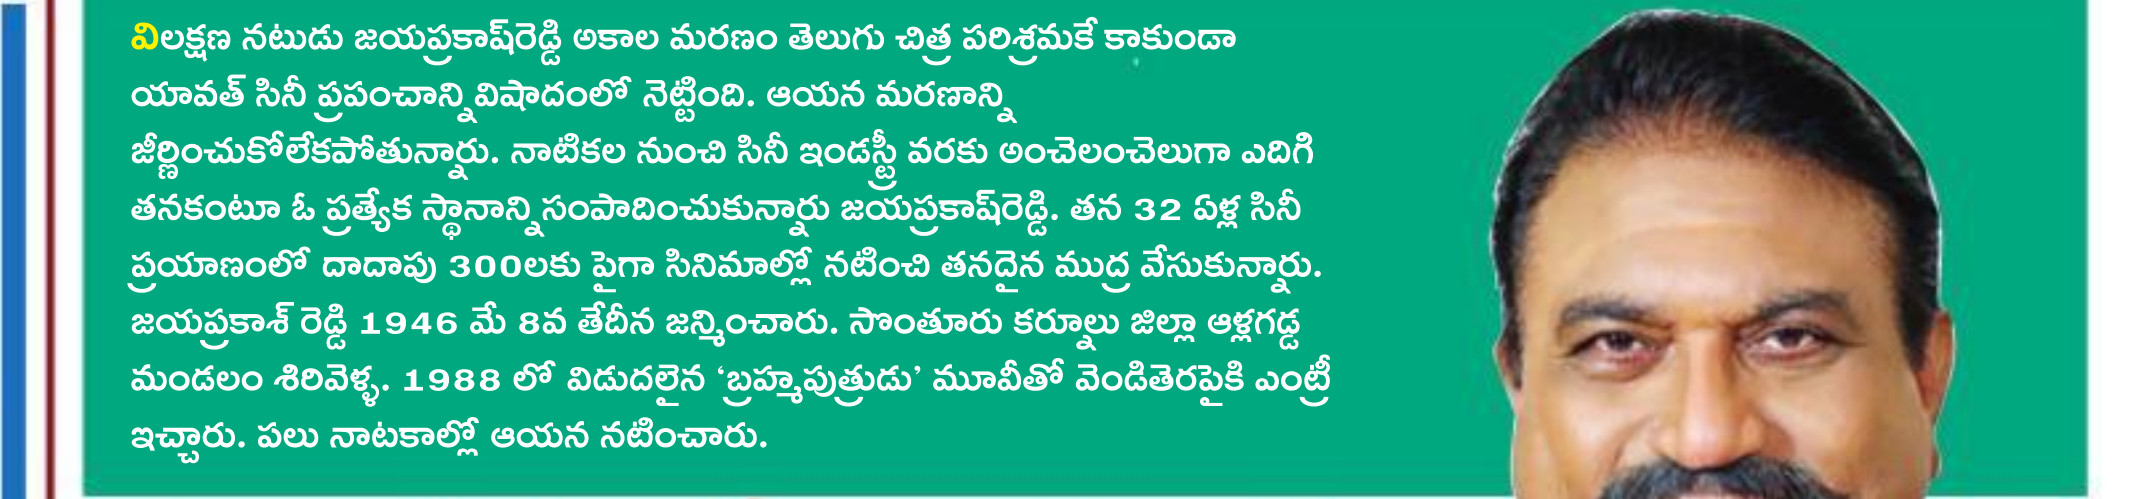 విలక్షణ నటుడు జయప్రకాష్‌రెడ్డి అకాల మరణం తెలుగు చిత్ర పరిశ్రమకే కాకుండా
యావత్ సినీ ప్రపంచాన్ని విషాదంలో నెట్టింది. ఆయన మరణాన్ని
జీర్ణించుకోలేకపోతున్నారు. నాటికల నుంచి సినీ ఇండస్ట్రీ వరకు అంచెలంచెలుగా ఎదిగి
తనకంటూ ఓ ప్రత్యేక స్థానాన్ని సంపాదించుకున్నారు జయప్రకాష్‌రెడ్డి. తన 32 ఏళ్ల సినీ
ప్రయాణంలో దాదాపు 300లకు పైగా సినిమాల్లో నటించి తనదైన ముద్ర వేసుకున్నారు.
జయప్రకాశ్ రెడ్డి 1946 మే 8వ తేదీన జన్మించారు. సొంతూరు కర్నూలు జిల్లా ఆళ్లగడ్డ
మండలం శిరివెళ్ళ. 1988 లో విడుదలైన ‘బ్రహ్మపుత్రుడు’ మూవీతో వెండితెరపైకి ఎంట్రీ
ఇచ్చారు. పలు నాటకాల్లో ఆయన నటించారు.